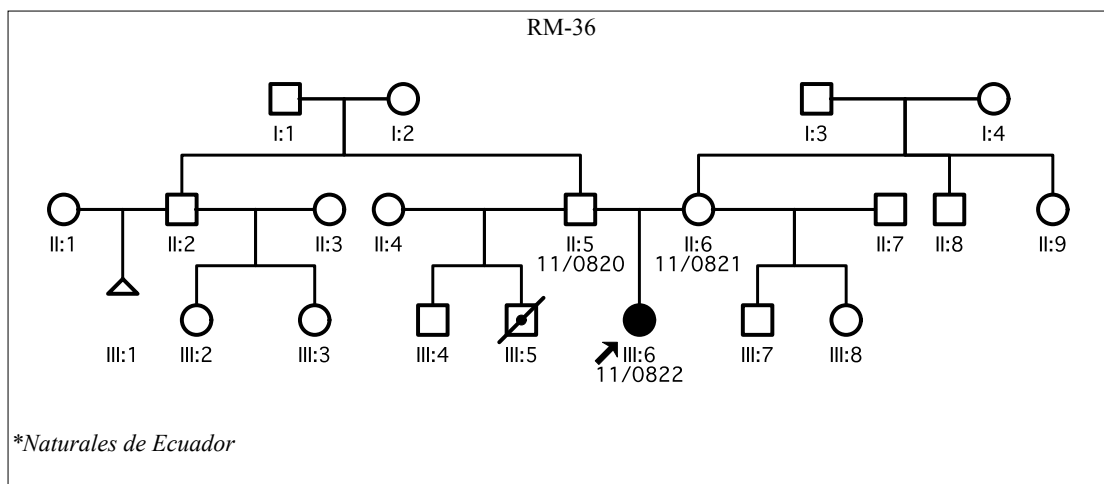 RM-36
I:1 I:2 I:3 I:4
II:1 II:2 II:3 II:4 II:5 II:6 II:7 II:8 II:9
11/0820 11/0821
III:1 III:2 III:3 III:4 III:5 III:6 III:7 III:8
11/0822
*Naturales de Ecuador